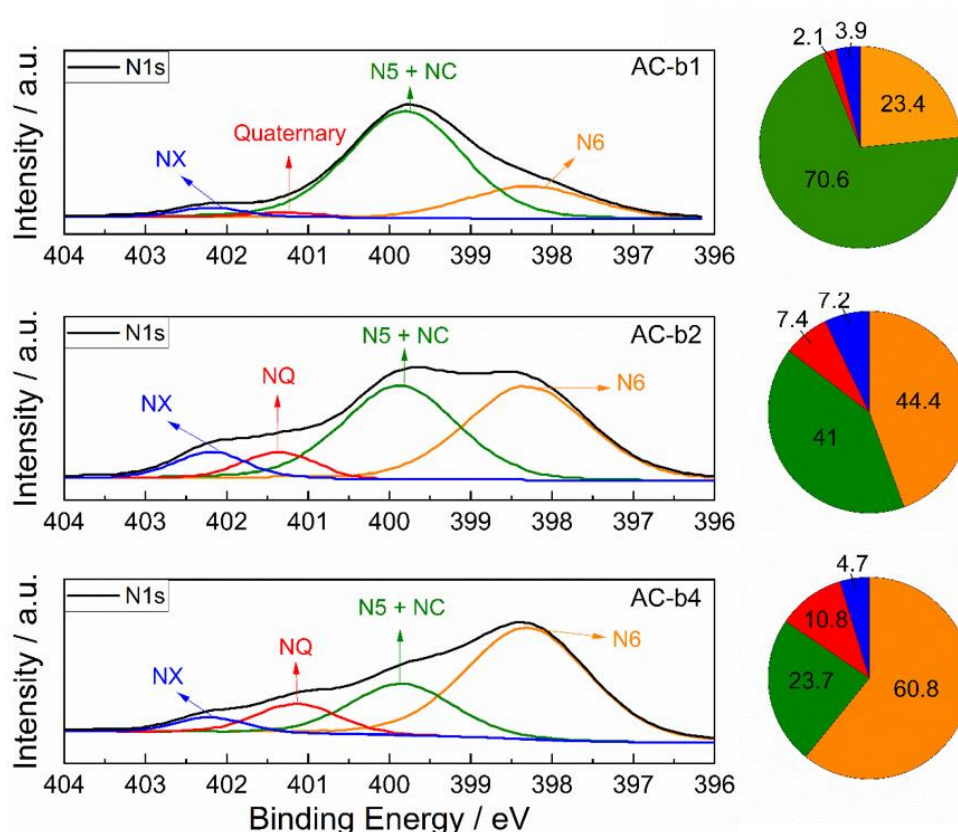 Intensity / a.u.
N1s
AC-b1
N5 + NC
Quaternary
NX
N6
404 403 402 401 400 399 398 397 396
2.1
3.9
23.4
70.6
Intensity / a.u.
N1s
AC-b2
N5 + NC
NQ
NX
N6
404 403 402 401 400 399 398 397 396
7.4
7.2
44.4
41
Intensity / a.u.
N1s
AC-b4
N5 + NC
NQ
NX
N6
404 403 402 401 400 399 398 397 396
Binding Energy / eV
4.7
10.8
23.7
60.8